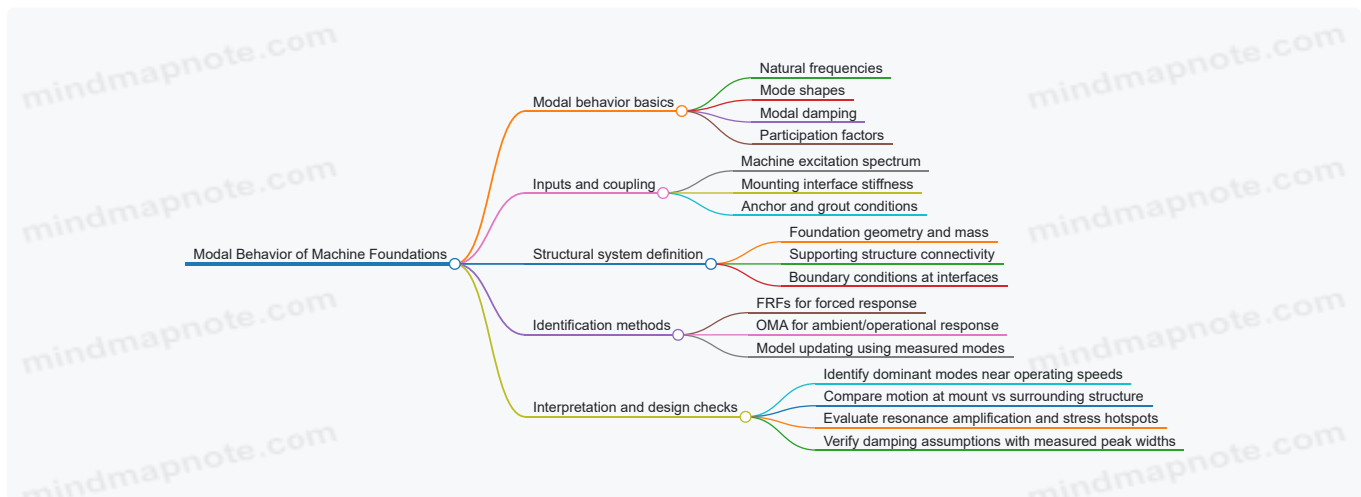 mindmapnote.com
mindmapnote.com
Natural frequencies
Mode shapes
Modal behavior basics
Modal damping
Participation factors
Machine excitation spectrum
mindmapnote.com
mindmapnote.com
Inputs and coupling
Mounting interface stiffness
Anchor and grout conditions
Foundation geometry and mass
Modal Behavior of Machine Foundations
Structural system definition
Supporting structure connectivity
Boundary conditions at interfaces
mindmapnote.com
mindmapnote.com
FRFs for forced response
Identification methods
OMA for ambient/operational response
Model updating using measured modes
Identify dominant modes near operating speeds
Compare motion at mount vs surrounding structure
Interpretation and design checks
Evaluate resonance amplification and stress hotspots
Verify damping assumptions with measured peak widths
mindmapnote.com
mindmapnote.com